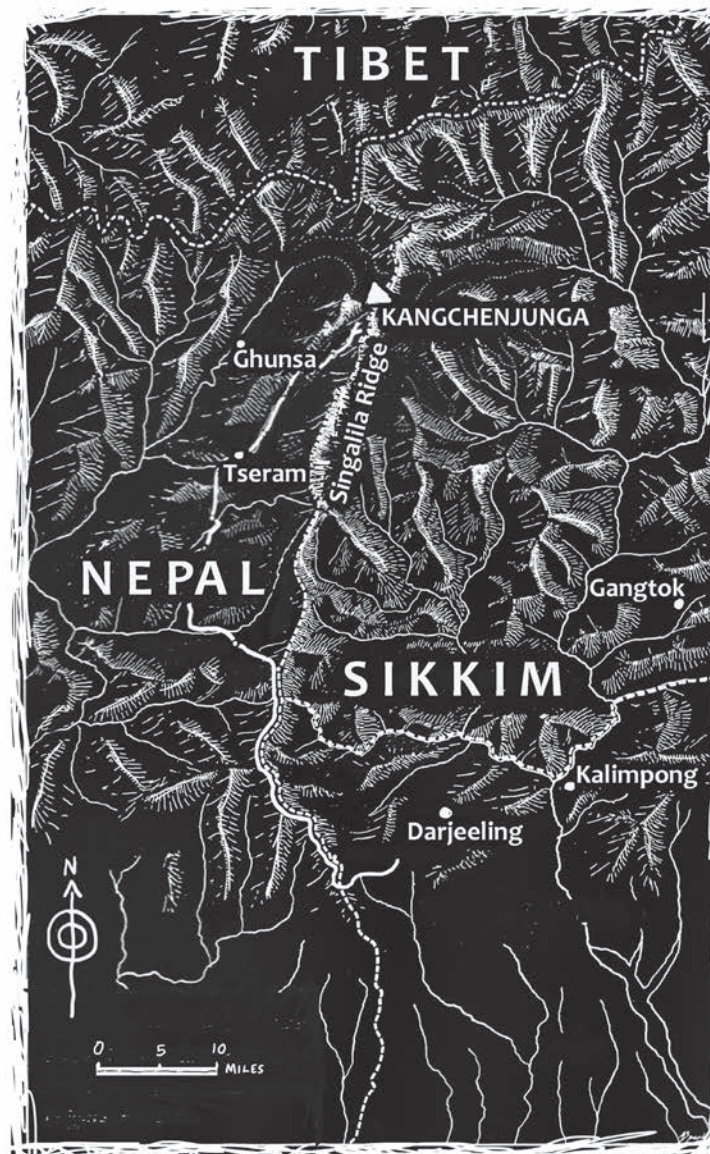 TIBET
KANGCHENJUNGA
Ghunsa
Singalila Ridge
Tseram
NEPAL
Gangtok
SIKKIM
Kalimpong
Darjeeling
N
0 5 10
MILES